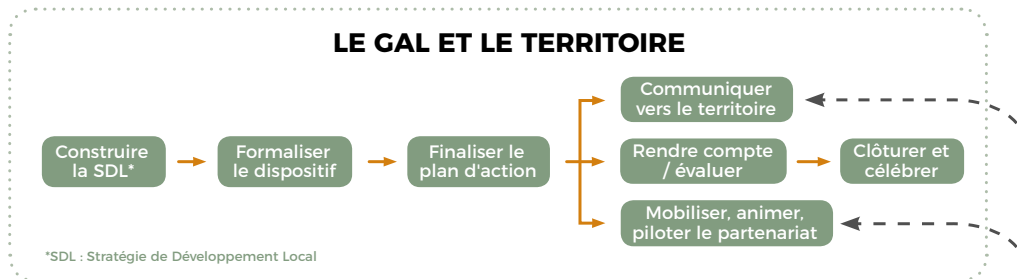 LE GAL ET LE TERRITOIRE
Communiquer
vers le territoire
Construire
la SDL*
Formaliser
le dispositif
Finaliser le
plan d'action
Rendre compte
/ évaluer
Clôturer et
célébrer
Mobiliser, animer,
piloter le partenariat
*SDL : Stratégie de Développement Local